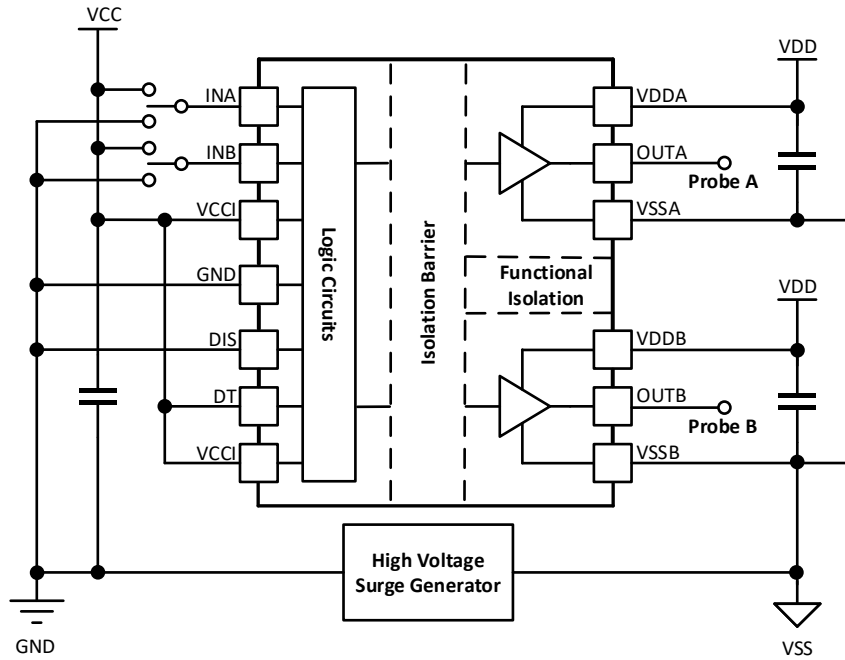 VCC
VDD
INA
VDDA
INB
OUTA
Probe A
VCCI
VSSA
Logic Circuits
Isolation Barrier
GND
Functional
Isolation
VDD
DIS
VDDB
DT
OUTB
Probe B
VCCI
VSSB
High Voltage
Surge Generator
GND
VSS